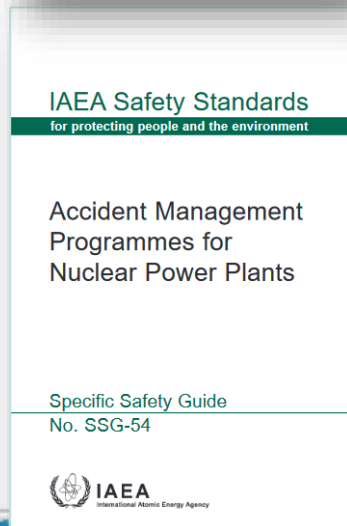 IAEA Safety Standards
for protecting people and the environment
Accident Management
Programmes for
Nuclear Power Plants
Specific Safety Guide
No. SSG-54
IAEA
International Atomic Energy Agency